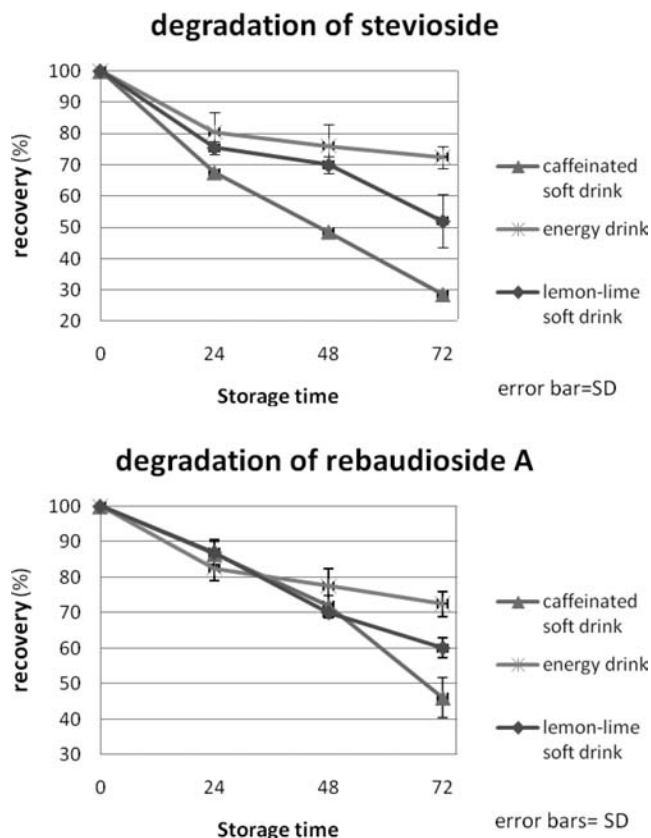 degradation of stevioside
recovery (%)
100
90
80
70
60
50
40
30
20
0 24 48 72
Storage time
caffeinated
soft drink
energy drink
lemon-lime
soft drink
error bar=SD
degradation of rebaudioside A
recovery (%)
100
90
80
70
60
50
40
30
0 24 48 72
Storage time
caffeinated
soft drink
energy drink
lemon-lime
soft drink
error bars= SD